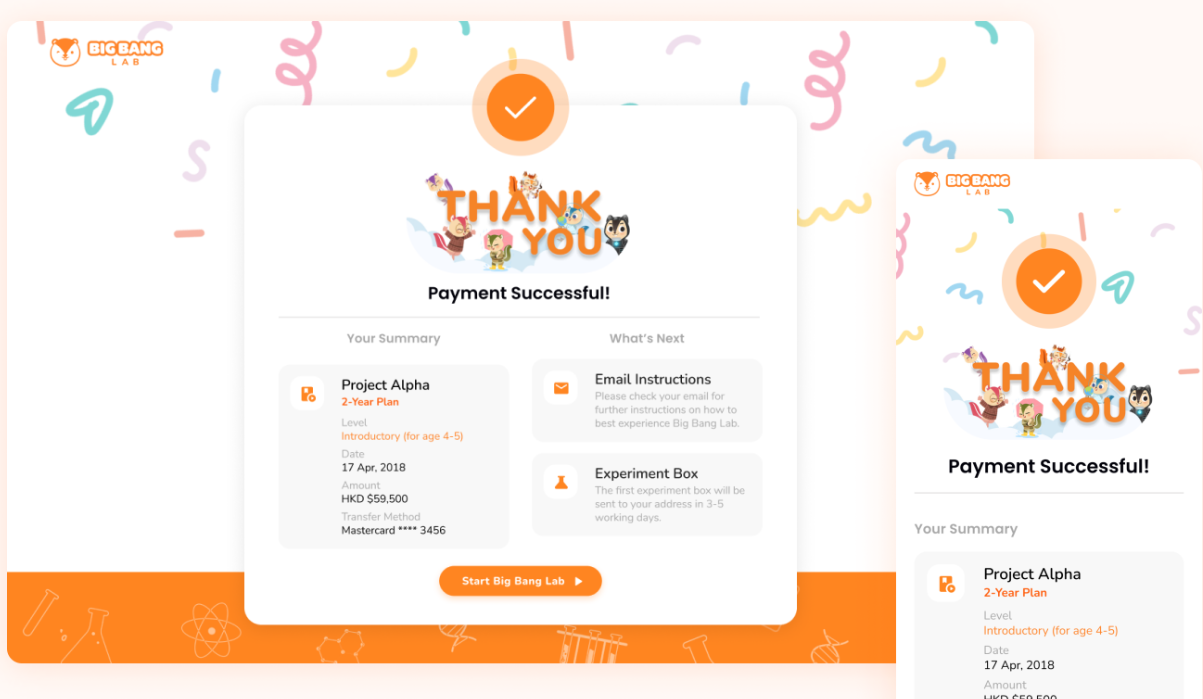 BIG BANG
LAB
THANK
YOU
Payment Successful!
Your Summary
Project Alpha
2-Year Plan
Level
Introductory (for age 4-5)
Date
17 Apr, 2018
Amount
HKD $59,500
Transfer Method
Mastercard **** 3456
What's Next
Email Instructions
Please check your email for
further instructions on how to
best experience Big Bang Lab.
Experiment Box
The first experiment box will be
sent to your address in 3-5
working days.
Start Big Bang Lab
BIG BANG
LAB
THANK
YOU
Payment Successful!
Your Summary
Project Alpha
2-Year Plan
Level
Introductory (for age 4-5)
Date
17 Apr, 2018
Amount
HKD $59,500